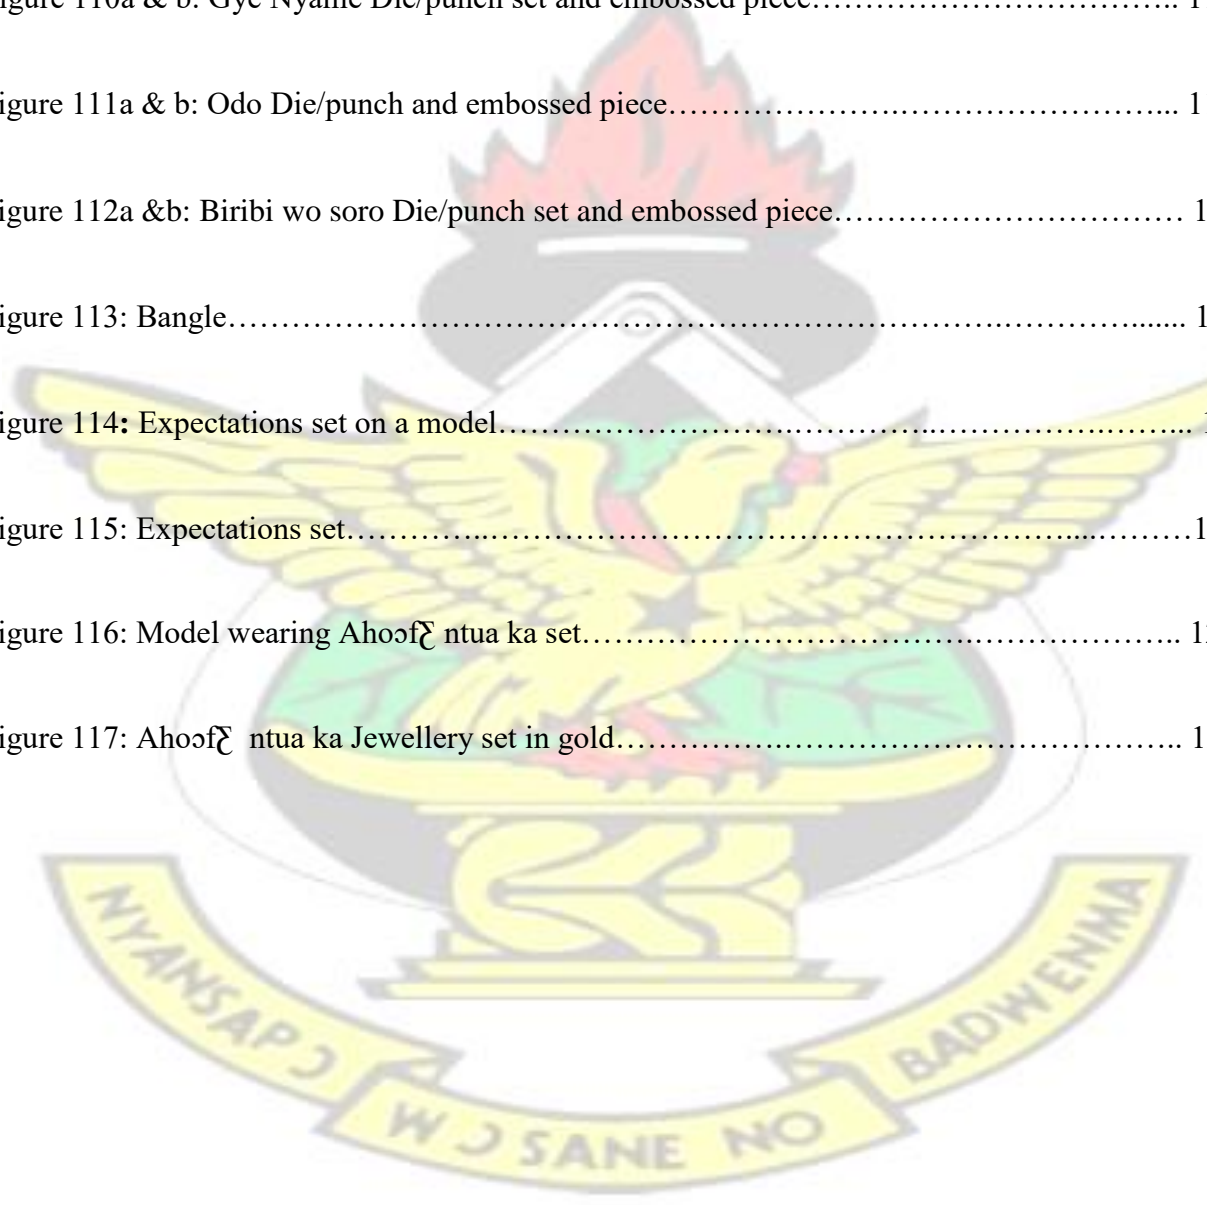 igure 110a & b: Gye Nyame Die/punch set and embossed piece……………………………….. 1
igure 111a & b: Odo Die/punch and embossed piece………………….……………………... 1
igure 112a &b: Biribi wo soro Die/punch set and embossed piece…………………………… 1
igure 113: Bangle……………………………………………………………….…………....... 1
igure 114: Expectations set on a model……………………….…………..……………….……... 1
igure 115: Expectations set…………..………………………………………………....………1
igure 116: Model wearing Ahoɔfƹ ntua ka set………………………………….……………….. 1
igure 117: Ahoɔfƹ ntua ka Jewellery set in gold…………….………………………………….. 1
NYANSAPƆ
WƆSANE NO
BADWENMA